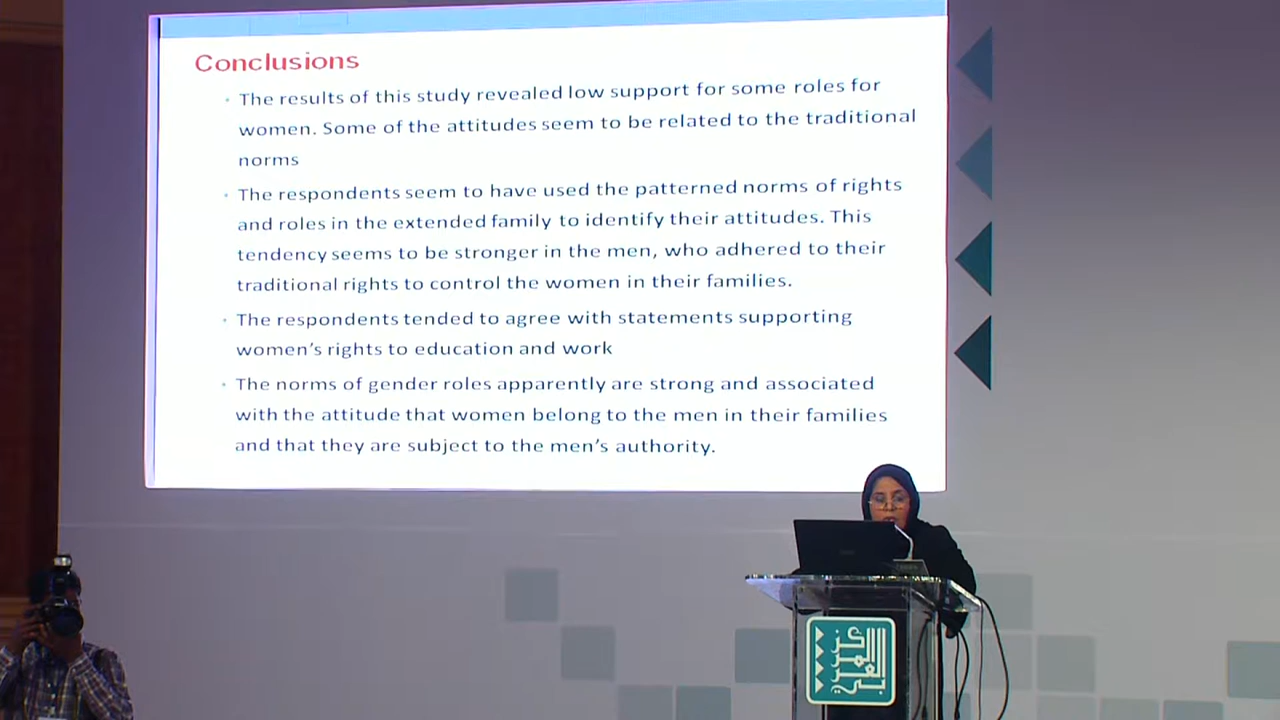 Conclusions
• The results of this study revealed low support for some roles for
women. Some of the attitudes seem to be related to the traditional
norms
• The respondents seem to have used the patterned norms of rights
and roles in the extended family to identify their attitudes. This
tendency seems to be stronger in the men, who adhered to their
traditional rights to control the women in their families.
• The respondents tended to agree with statements supporting
women’s rights to education and work
• The norms of gender roles apparently are strong and associated
with the attitude that women belong to the men in their families
and that they are subject to the men’s authority.